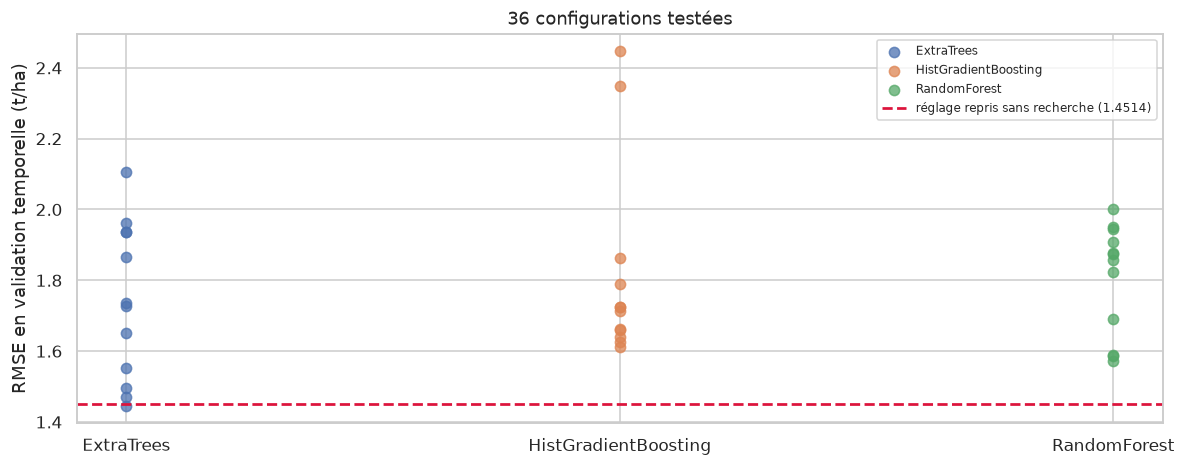 36 configurations testées
RMSE en validation temporelle (t/ha)
2.4
2.2
2.0
1.8
1.6
1.4
ExtraTrees
HistGradientBoosting
RandomForest
réglage repris sans recherche (1.4514)
ExtraTrees
HistGradientBoosting
RandomForest